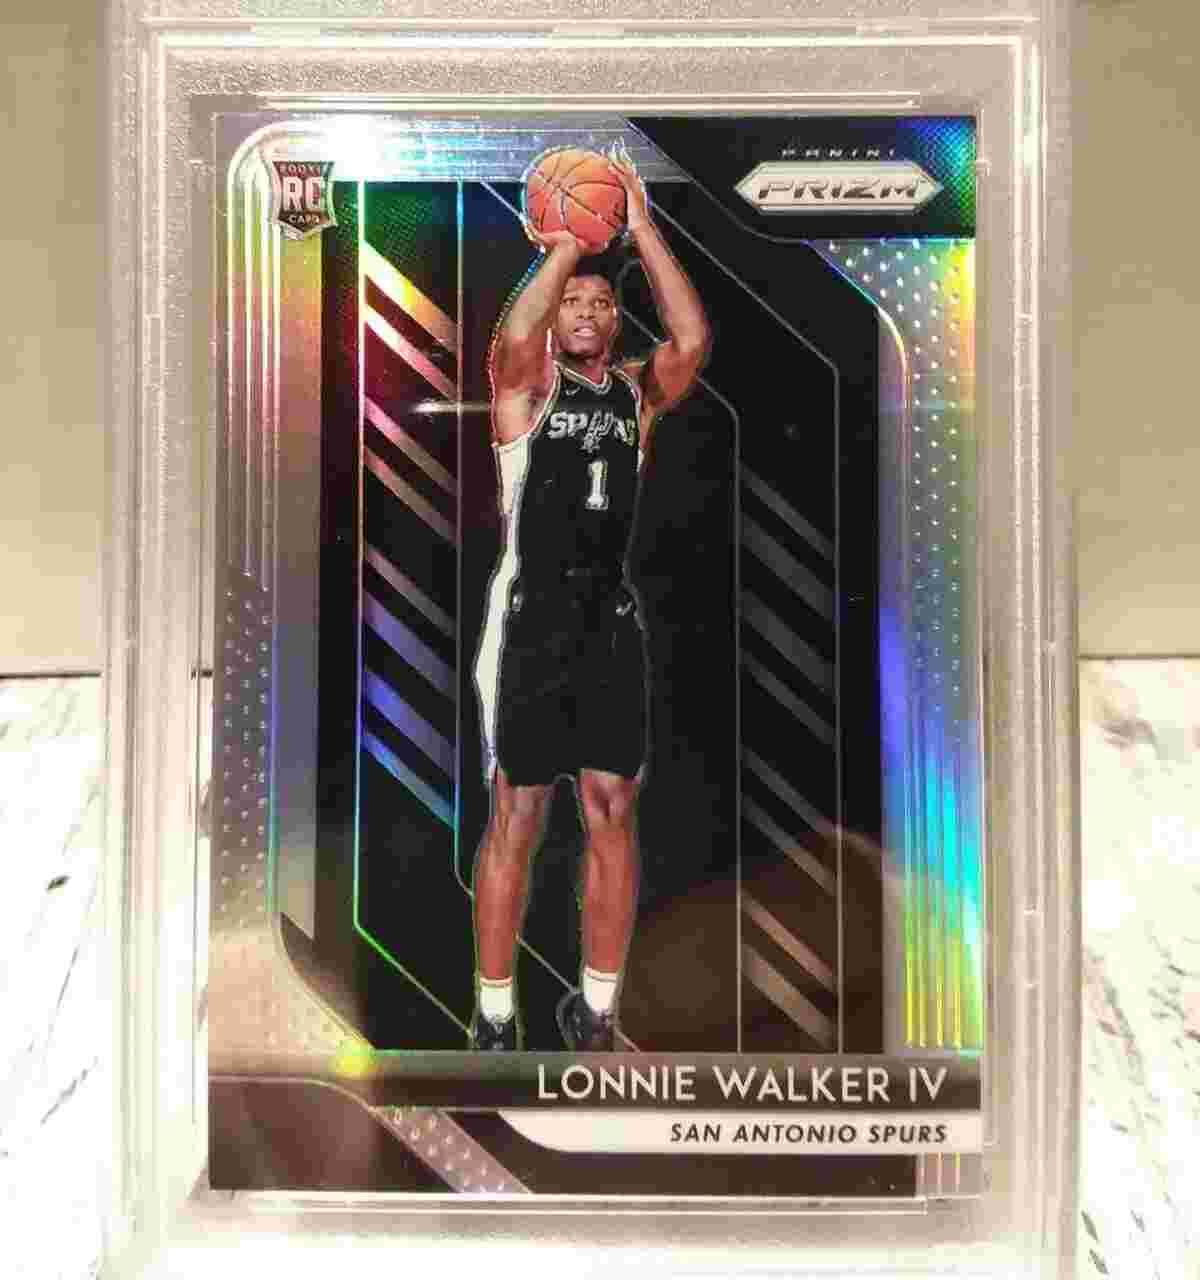 ROOKIE
RC
CARD
PANINI
PRIZM
SPURS
1
LONNIE WALKER IV
SAN ANTONIO SPURS